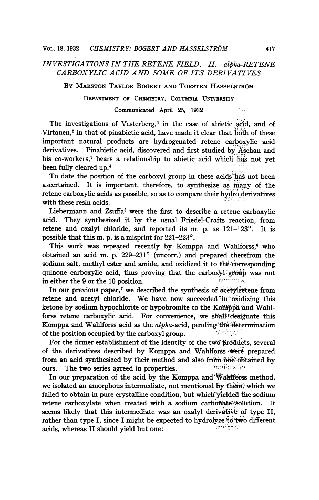 VOL. 18, 1932 CHEMISTRY: BOGERT AND HASSELSTRÖM 417
INVESTIGATIONS IN THE RETENE FIELD. II. alpha-RETENE
CARBOXYLIC ACID AND SOME OF ITS DERIVATIVES
BY MARSTON TAYLOR BOGERT AND TORSTEN HASSELSTRÖM
DEPARTMENT OF CHEMISTRY, COLUMBIA UNIVERSITY
Communicated April 25, 1932
The investigations of Vesterberg,¹ in the case of abietic acid, and of
Virtanen,² in that of pinabietic acid, have made it clear that both of these
important natural products are hydrogenated retene carboxylic acid
derivatives. Pinabietic acid, discovered and first studied by Aschan and
his co-workers,³ bears a relationship to abietic acid which has not yet
been fully cleared up.⁴
To date the position of the carboxyl group in these acids has not been
ascertained. It is important, therefore, to synthesize as many of the
retene carboxylic acids as possible, so as to compare their hydro derivatives
with these resin acids.
Liebermann and Zsuffa⁵ were the first to describe a retene carboxylic
acid. They synthesized it by the usual Friedel-Crafts reaction, from
retene and oxalyl chloride, and reported its m. p. as 121–123°. It is
possible that this m. p. is a misprint for 221–223°.
This work was repeated recently by Komppa and Wahlforss,⁶ who
obtained an acid m. p. 229–231° (uncorr.) and prepared therefrom the
sodium salt, methyl ester and amide, and oxidized it to the corresponding
quinone carboxylic acid, thus proving that the carboxyl group was not
in either the 9 or the 10 position.
In our previous paper,⁷ we described the synthesis of acetylretene from
retene and acetyl chloride. We have now succeeded in oxidizing this
ketone by sodium hypochlorite or hypobromite to the Komppa and Wahl-
forss retene carboxylic acid. For convenience, we shall designate this
Komppa and Wahlforss acid as the alpha-acid, pending the determination
of the position occupied by the carboxyl group.
For the firmer establishment of the identity of the two products, several
of the derivatives described by Komppa and Wahlforss were prepared
from an acid synthesized by their method and also from one obtained by
ours. The two series agreed in properties.
In our preparation of the acid by the Komppa and Wahlforss method,
we isolated an amorphous intermediate, not mentioned by them, which we
failed to obtain in pure crystalline condition, but which yielded the sodium
retene carboxylate when treated with a sodium carbonate solution. It
seems likely that this intermediate was an oxalyl derivative of type II,
rather than type I, since I might be expected to hydrolyze to two different
acids, whereas II should yield but one: